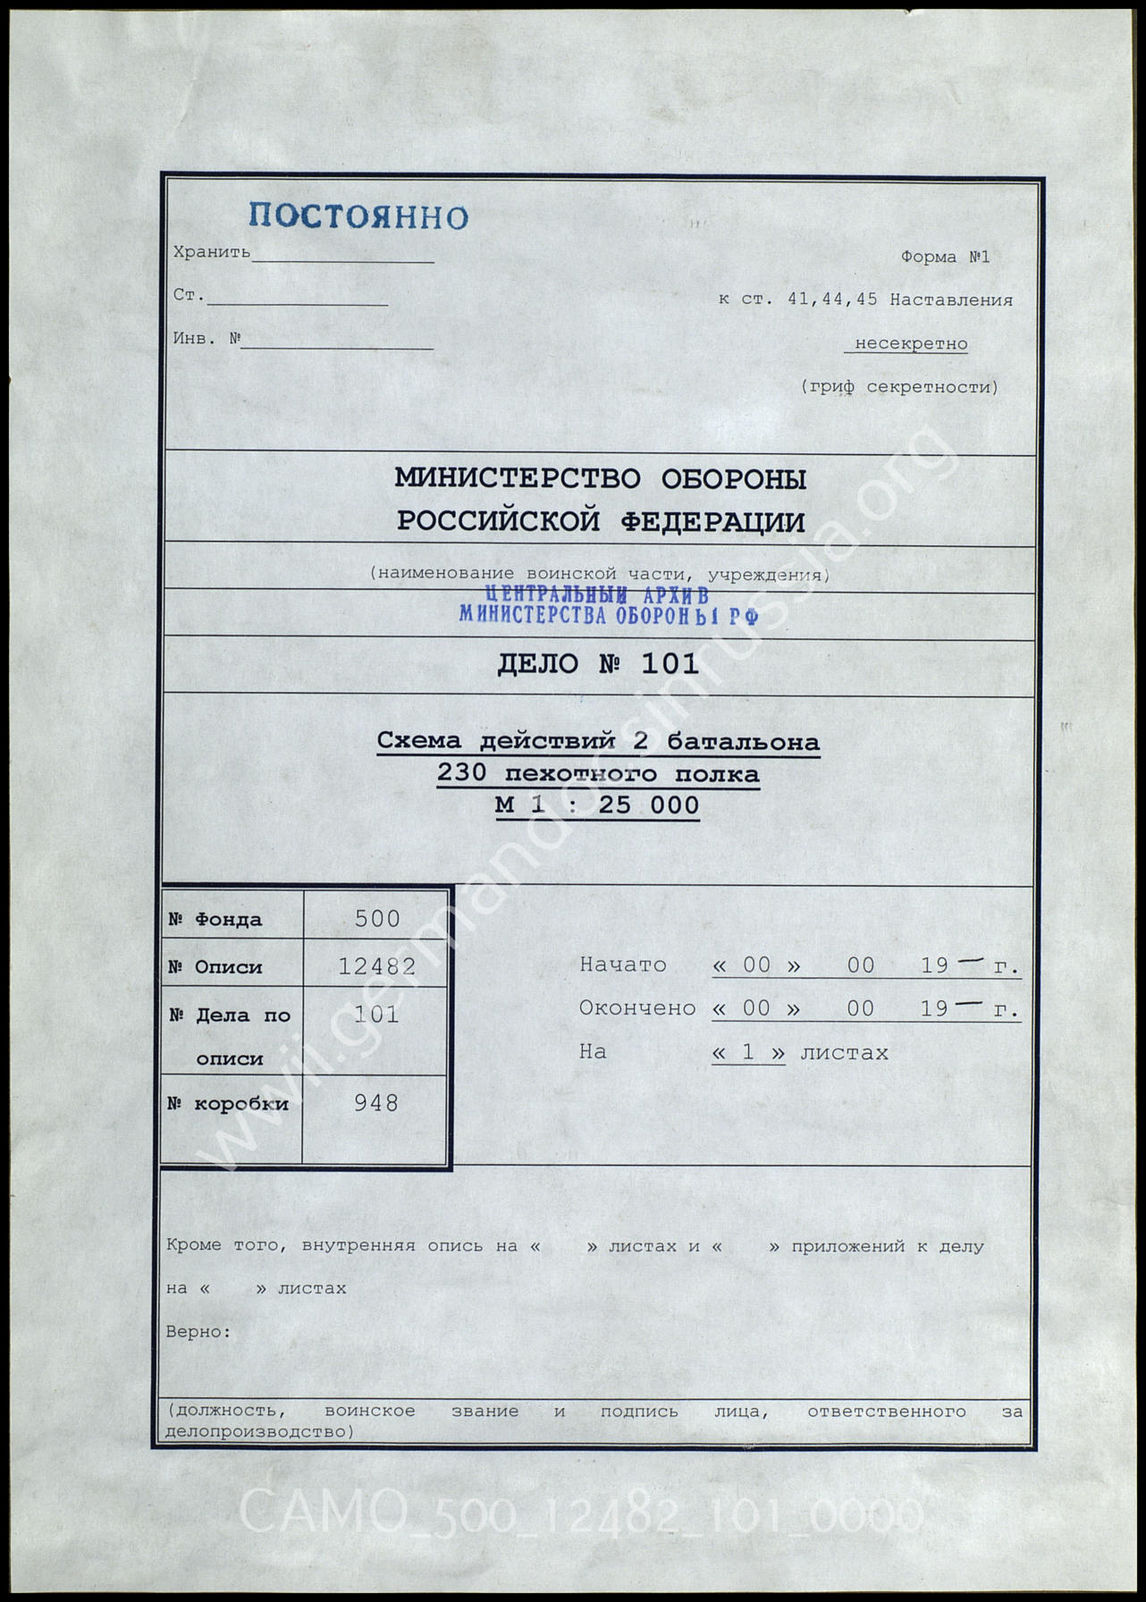 ПОСТОЯННО
Хранить
Форма №1
Ст.
к ст. 41,44,45 Наставления
Инв. №
несекретно
(гриф секретности)
МИНИСТЕРСТВО ОБОРОНЫ
РОССИЙСКОЙ ФЕДЕРАЦИИ
(наименование воинской части, учреждения)
ЦЕНТРАЛЬНЫЙ АРХИВ
МИНИСТЕРСТВА ОБОРОНЫ РФ
ДЕЛО № 101
Схема действий 2 батальона
230 пехотного полка
М 1 : 25 000
№ Фонда 500
№ Описи 12482
№ Дела по описи 101
№ коробки 948
Начато « 00 » 00 19 — г.
Окончено « 00 » 00 19 — г.
На « 1 » листах
Кроме того, внутренняя опись на « » листах и « » приложений к делу
на « » листах
Верно:
(должность, воинское звание и подпись лица, ответственного за
делопроизводство)
wwii.germandocsinrussia.org
CAMO_500_12482_101_0000